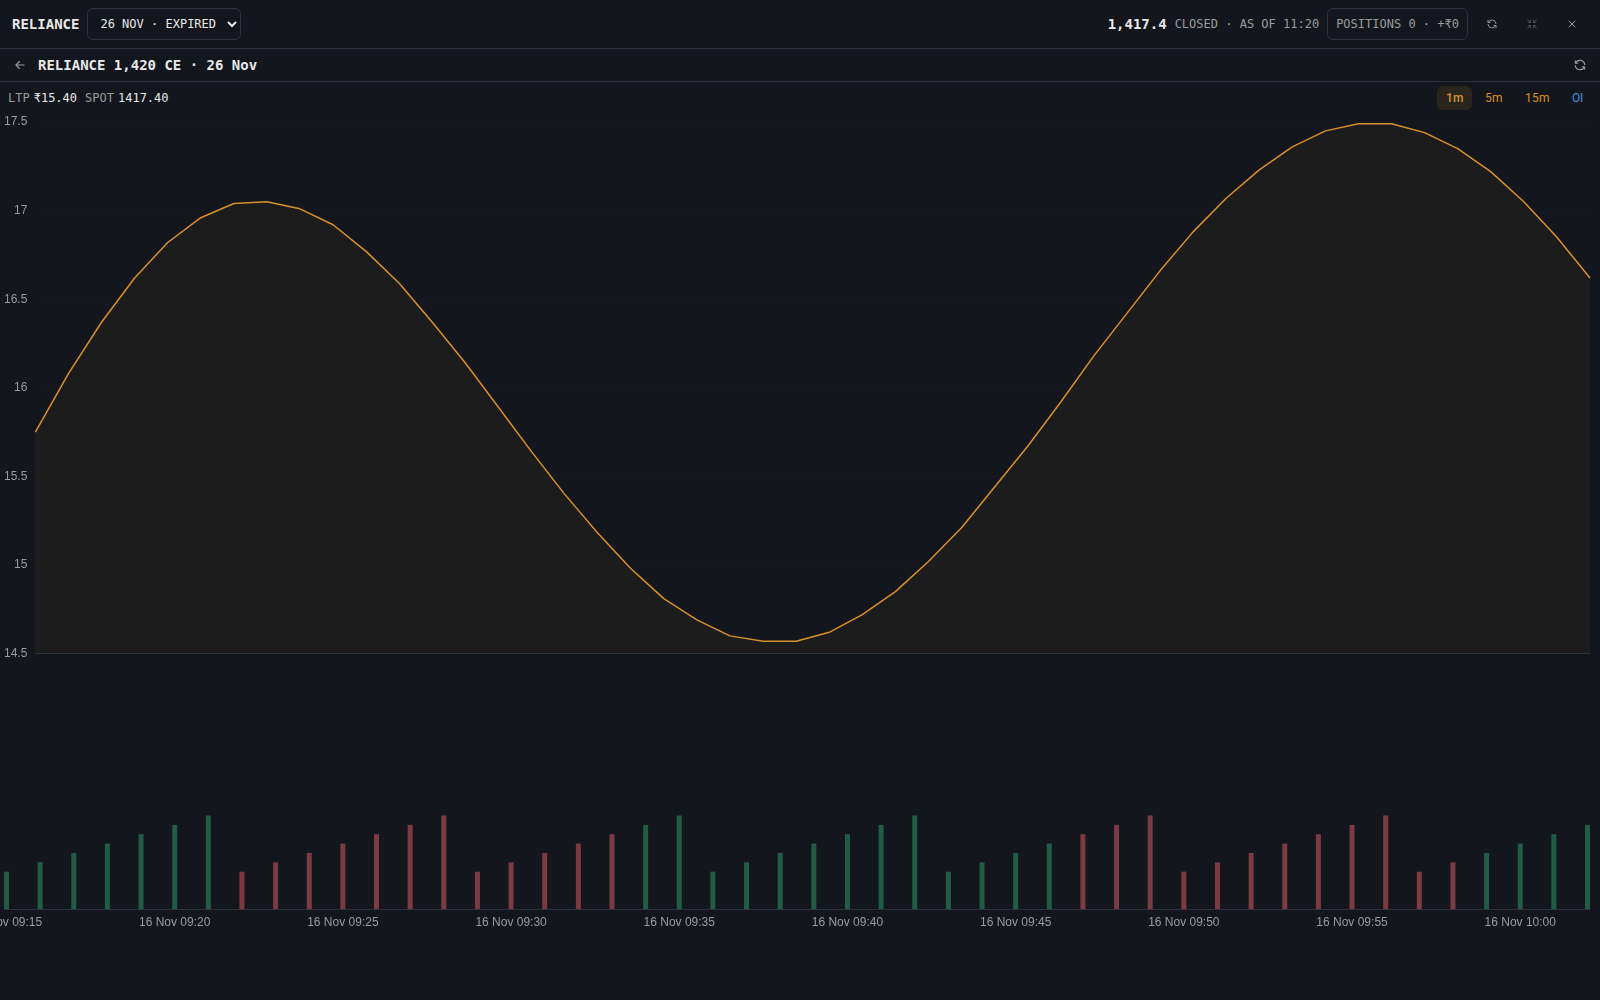 RELIANCE 26 NOV · EXPIRED 1,417.4 CLOSED · AS OF 11:20 POSITIONS 0 · +₹0
RELIANCE 1,420 CE · 26 Nov
LTP ₹15.40 SPOT 1417.40 1m 5m 15m OI
17.5
17
16.5
16
15.5
15
14.5
ov 09:15 16 Nov 09:20 16 Nov 09:25 16 Nov 09:30 16 Nov 09:35 16 Nov 09:40 16 Nov 09:45 16 Nov 09:50 16 Nov 09:55 16 Nov 10:00